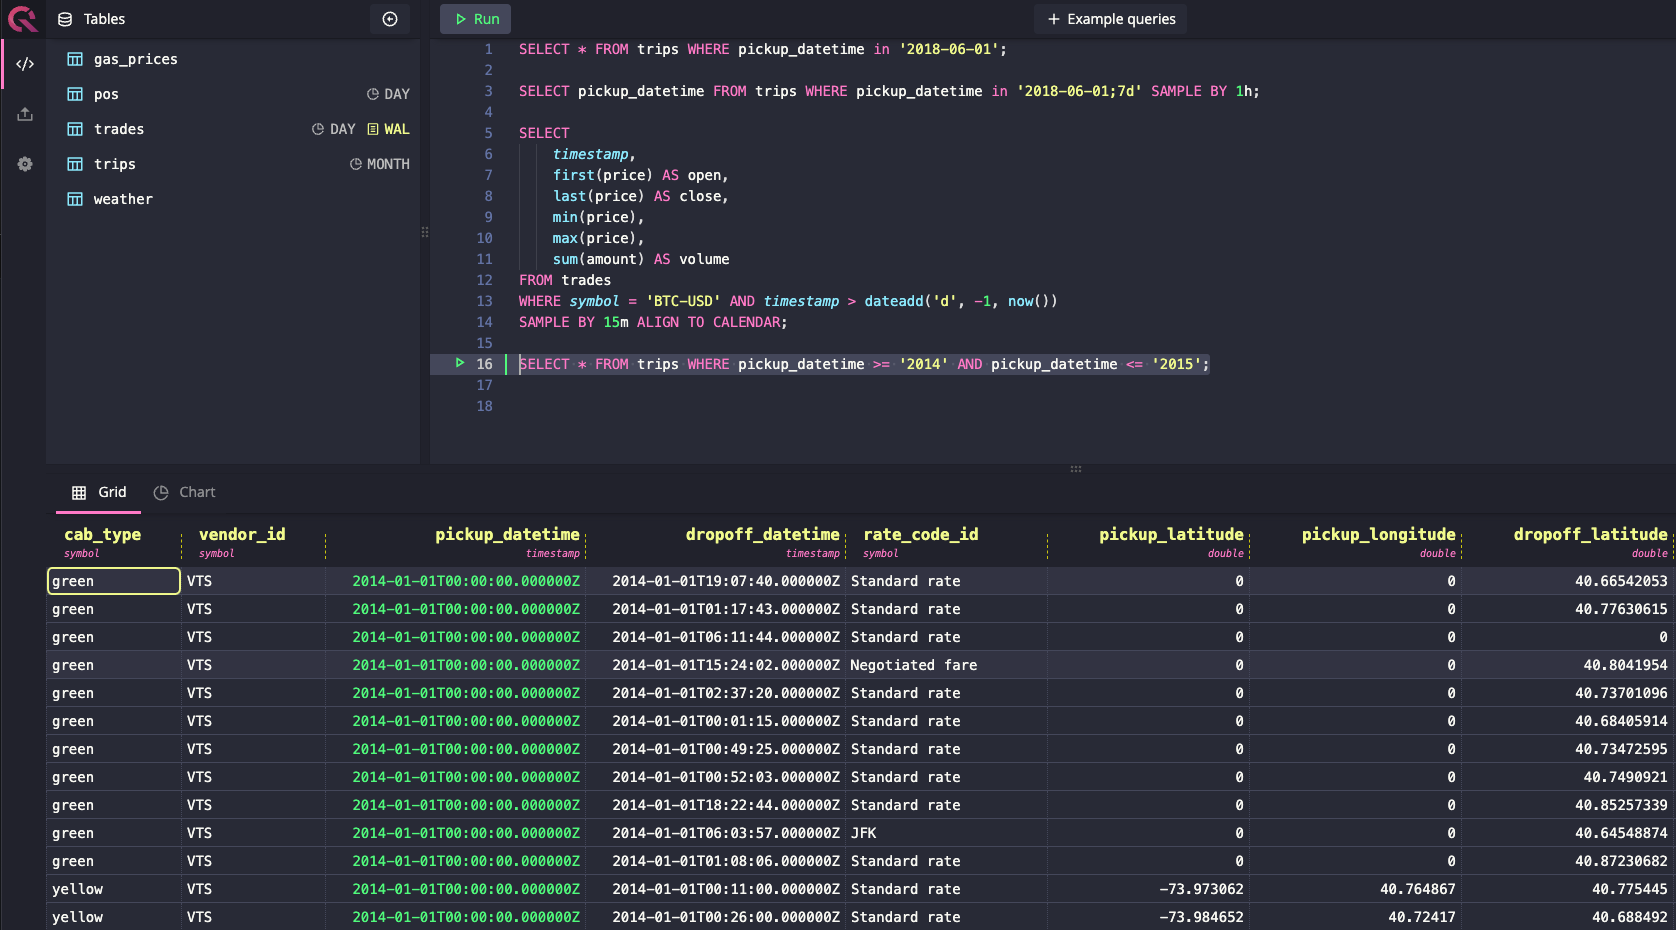 Tables
gas_prices
pos DAY
trades DAY WAL
trips MONTH
weather
Run
Example queries
1 SELECT * FROM trips WHERE pickup_datetime in '2018-06-01';
2
3 SELECT pickup_datetime FROM trips WHERE pickup_datetime in '2018-06-01;7d' SAMPLE BY 1h;
4
5 SELECT
6 timestamp,
7 first(price) AS open,
8 last(price) AS close,
9 min(price),
10 max(price),
11 sum(amount) AS volume
12 FROM trades
13 WHERE symbol = 'BTC-USD' AND timestamp > dateadd('d', -1, now())
14 SAMPLE BY 15m ALIGN TO CALENDAR;
15
16 SELECT * FROM trips WHERE pickup_datetime >= '2014' AND pickup_datetime <= '2015';
17
18
Grid Chart
cab_type vendor_id pickup_datetime dropoff_datetime rate_code_id pickup_latitude pickup_longitude dropoff_latitude
symbol symbol timestamp timestamp symbol double double double
green VTS 2014-01-01T00:00:00.000000Z 2014-01-01T19:07:40.000000Z Standard rate 0 0 40.66542053
green VTS 2014-01-01T00:00:00.000000Z 2014-01-01T01:17:43.000000Z Standard rate 0 0 40.77630615
green VTS 2014-01-01T00:00:00.000000Z 2014-01-01T06:11:44.000000Z Standard rate 0 0 0
green VTS 2014-01-01T00:00:00.000000Z 2014-01-01T15:24:02.000000Z Negotiated fare 0 0 40.8041954
green VTS 2014-01-01T00:00:00.000000Z 2014-01-01T02:37:20.000000Z Standard rate 0 0 40.73701096
green VTS 2014-01-01T00:00:00.000000Z 2014-01-01T00:01:15.000000Z Standard rate 0 0 40.68405914
green VTS 2014-01-01T00:00:00.000000Z 2014-01-01T00:49:25.000000Z Standard rate 0 0 40.73472595
green VTS 2014-01-01T00:00:00.000000Z 2014-01-01T00:52:03.000000Z Standard rate 0 0 40.7490921
green VTS 2014-01-01T00:00:00.000000Z 2014-01-01T18:22:44.000000Z Standard rate 0 0 40.85257339
green VTS 2014-01-01T00:00:00.000000Z 2014-01-01T06:03:57.000000Z JFK 0 0 40.64548874
green VTS 2014-01-01T00:00:00.000000Z 2014-01-01T01:08:06.000000Z Standard rate 0 0 40.87230682
yellow VTS 2014-01-01T00:00:00.000000Z 2014-01-01T00:11:00.000000Z Standard rate -73.973062 40.764867 40.775445
yellow VTS 2014-01-01T00:00:00.000000Z 2014-01-01T00:26:00.000000Z Standard rate -73.984652 40.72417 40.688492